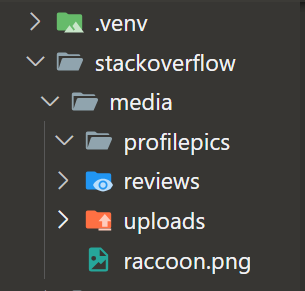 .venv
stackoverflow
media
profilepics
reviews
uploads
raccoon.png